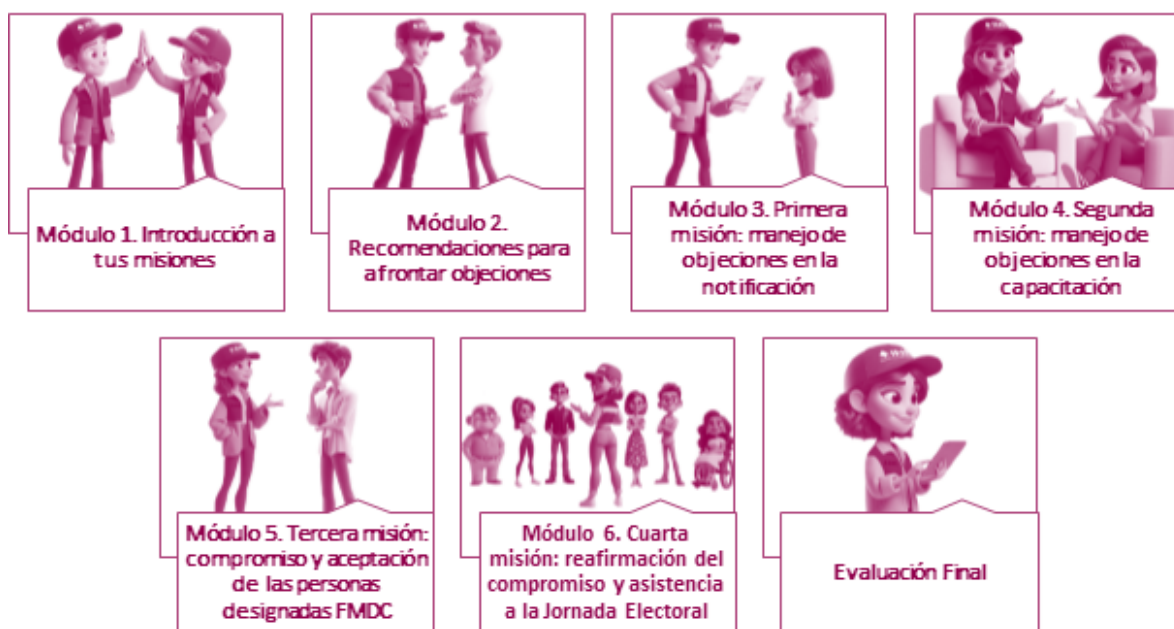 Módulo 1. Introducción a
tus misiones
Módulo 2.
Recomendaciones para
afrontar objeciones
Módulo 3. Primera
misión: manejo de
objeciones en la
notificación
Módulo 4. Segunda
misión: manejo de
objeciones en la
capacitación
Módulo 5. Tercera misión:
compromiso y aceptación
de las personas
designadas FMDC
Módulo 6. Cuarta
misión: reafirmación del
compromiso y asistencia
a la Jornada Electoral
Evaluación Final